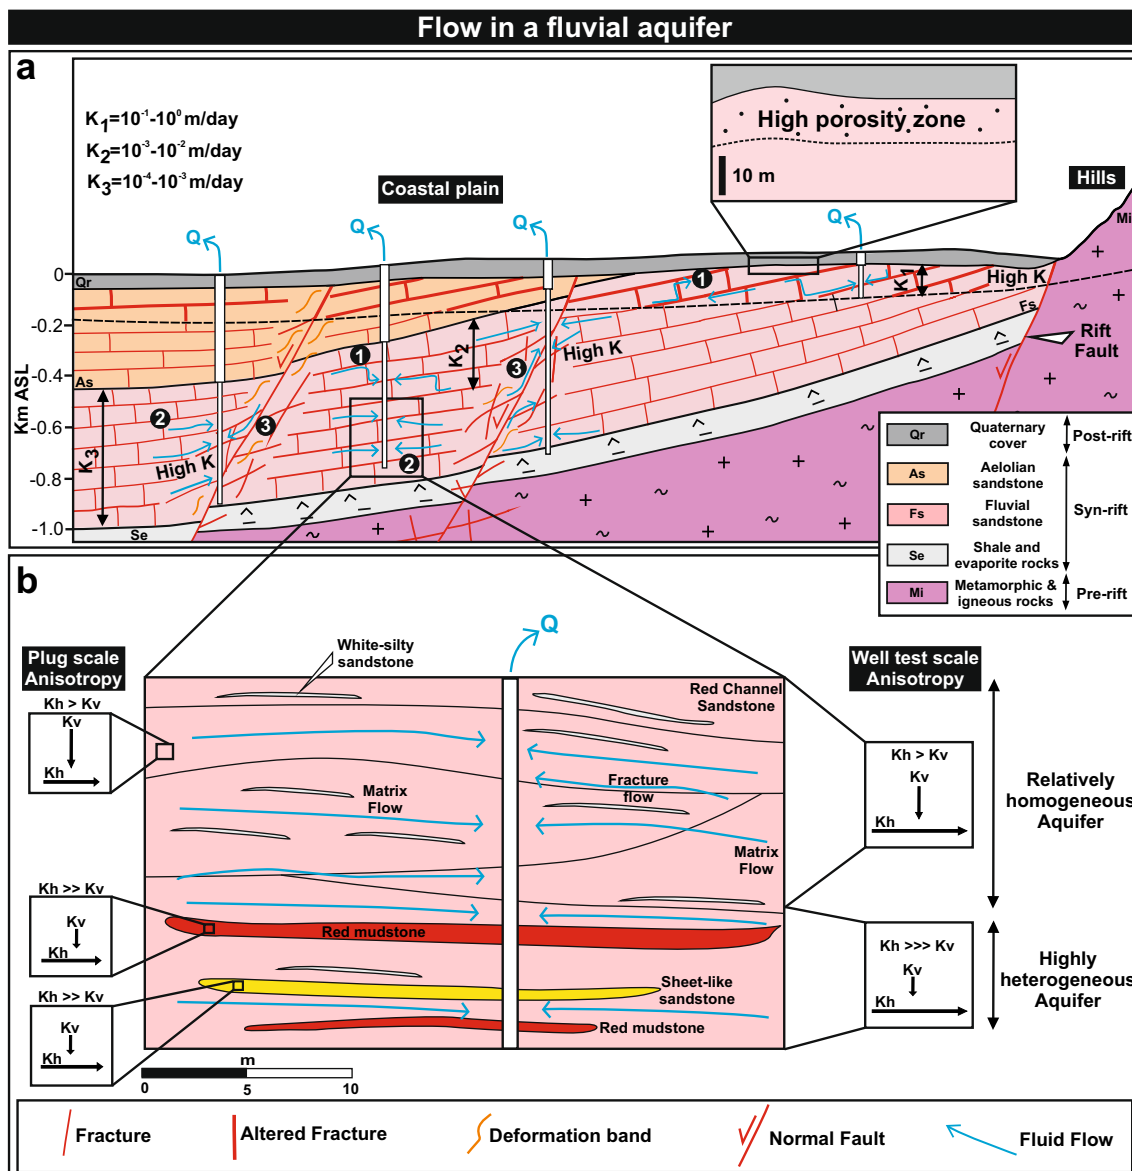 Flow in a fluvial aquifer
a
K1=10-1-100 m/day
K2=10-3-10-2 m/day
K3=10-4-10-3 m/day
High porosity zone
10 m
Coastal plain
Hills
Mi
Q
Q
Q
Q
0
-0.2
-0.4
-0.6
-0.8
-1.0
Km ASL
Qr
As
Se
Fs
1
K1
High K
K2
High K
1
3
2
3
High K
K3
2
Rift
Fault
Qr
Quaternary
cover
Post-rift
As
Aelolian
sandstone
Fs
Fluvial
sandstone
Syn-rift
Se
Shale and
evaporite rocks
Mi
Metamorphic &
igneous rocks
Pre-rift
b
Plug scale
Anisotropy
Kh > Kv
Kv
Kh
Kh >> Kv
Kv
Kh
Kh >> Kv
Kv
Kh
Q
White-silty
sandstone
Red Channel
Sandstone
Matrix
Flow
Fracture
flow
Matrix
Flow
Red mudstone
Sheet-like
sandstone
Red mudstone
m
0 5 10
Well test scale
Anisotropy
Kh > Kv
Kv
Kh
Relatively
homogeneous
Aquifer
Kh >>> Kv
Kv
Kh
Highly
heterogeneous
Aquifer
Fracture
Altered Fracture
Deformation band
Normal Fault
Fluid Flow